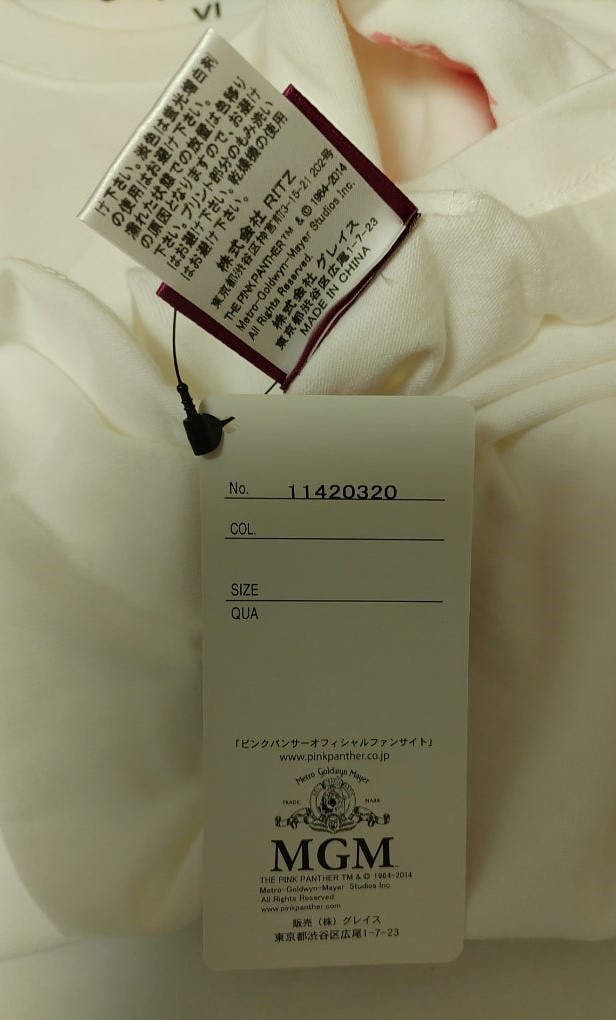 VI
け下さい。淡色は蛍光増白剤
の使用はお避け下さい。
濡れた状態での放置は色移り
の原因となりますので、お避け
下さい。プリント部分のもみ洗い
はお避け下さい。乾燥機の使用
はお避け下さい。
株式会社 RITZ
東京都渋谷区神宮前3-15-21 202号
THE PINK PANTHER™ & © 1964-2014
Metro-Goldwyn-Mayer Studios Inc.
All Rights Reserved.
株式会社 グレイス
東京都渋谷区広尾1-7-23
MADE IN CHINA
No. 11420320
COL.
SIZE
QUA
「ピンクパンサーオフィシャルファンサイト」
www.pinkpanther.co.jp
Metro Goldwyn Mayer
TRADE MARK
MGM™
THE PINK PANTHER TM & © 1964-2014
Metro-Goldwyn-Mayer Studios Inc.
All Rights Reserved
www.pinkpanther.com
販売 (株) グレイス
東京都渋谷区広尾1-7-23